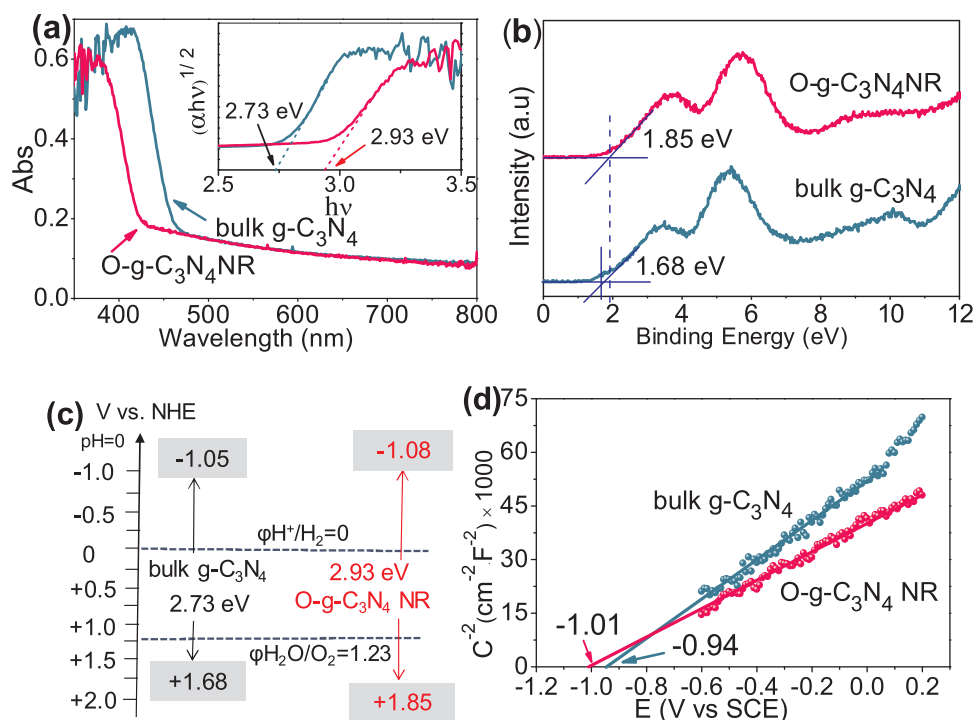 (a)
0.6
0.4
0.2
0.0
Abs
400 500 600 700 800
Wavelength (nm)
bulk g-C₃N₄
O-g-C₃N₄NR
(αhν)^1/2
2.73 eV
2.93 eV
2.5 3.0 3.5
hν
(b)
Intensity (a.u)
O-g-C₃N₄NR
1.85 eV
bulk g-C₃N₄
1.68 eV
0 2 4 6 8 10 12
Binding Energy (eV)
(c)
V vs. NHE
pH=0
-1.0
-0.5
0
+0.5
+1.0
+1.5
+2.0
-1.05
-1.08
φH⁺/H₂=0
bulk g-C₃N₄
2.73 eV
2.93 eV
O-g-C₃N₄ NR
φH₂O/O₂=1.23
+1.68
+1.85
(d)
75
60
45
30
15
0
C⁻² (cm⁻²F⁻²) × 1000
bulk g-C₃N₄
O-g-C₃N₄ NR
-1.01
-0.94
-1.2 -1.0 -0.8 -0.6 -0.4 -0.2 0.0 0.2
E (V vs SCE)